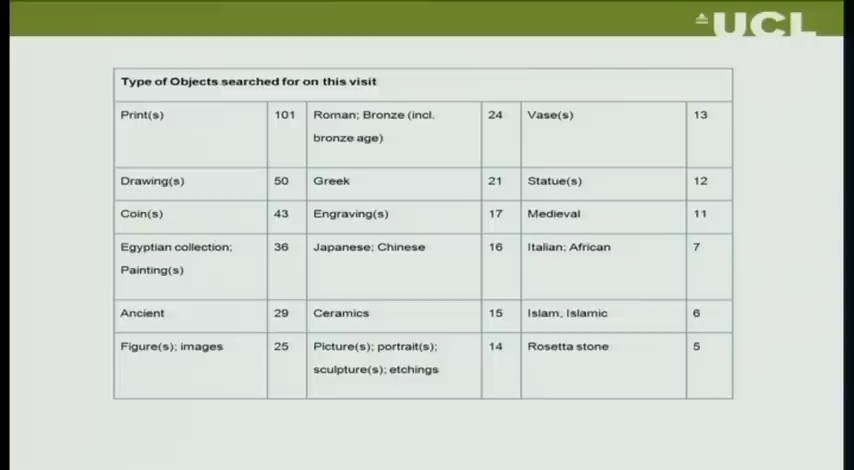 UCL
Type of Objects searched for on this visit
Print(s) 101 Roman; Bronze (incl. 24 Vase(s) 13
bronze age)
Drawing(s) 50 Greek 21 Statue(s) 12
Coin(s) 43 Engraving(s) 17 Medieval 11
Egyptian collection; 36 Japanese; Chinese 16 Italian; African 7
Painting(s)
Ancient 29 Ceramics 15 Islam, Islamic 6
Figure(s); images 25 Picture(s); portrait(s); 14 Rosetta stone 5
sculpture(s); etchings